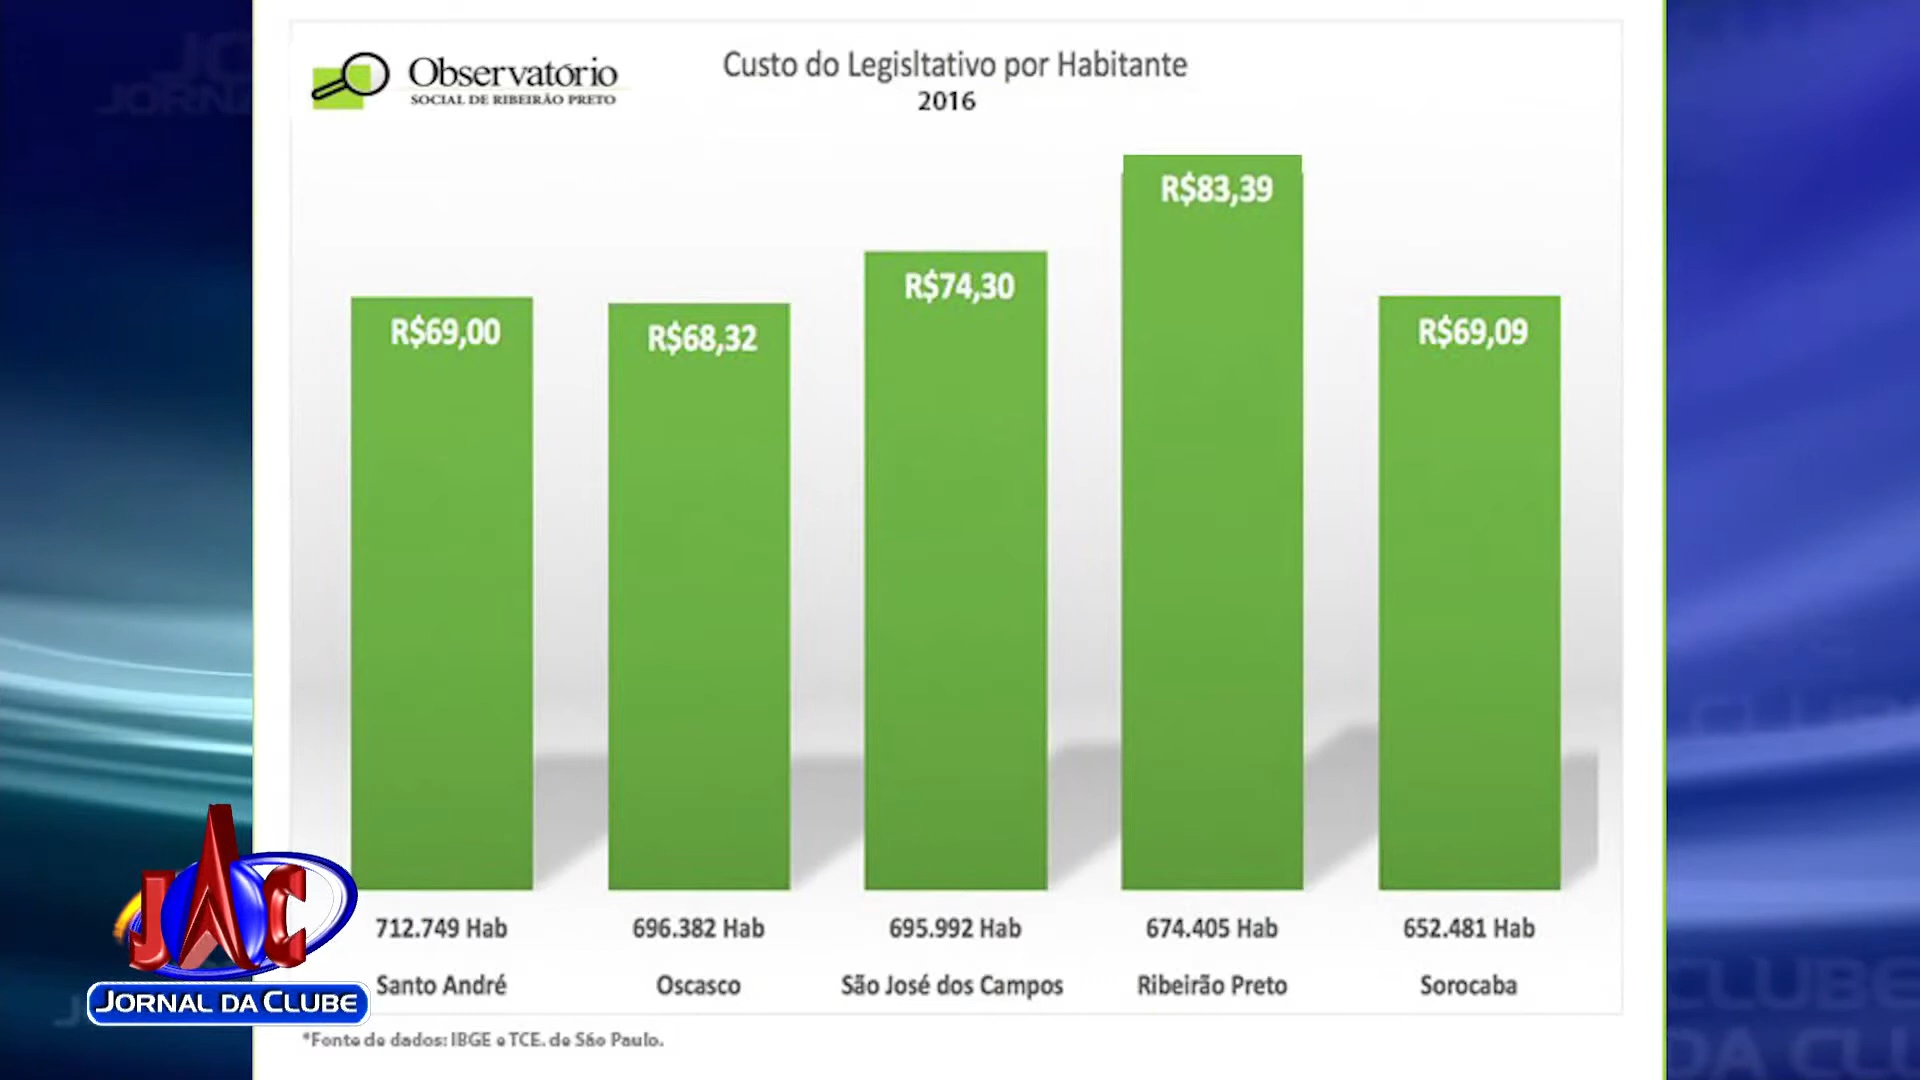 Observatório
SOCIAL DE RIBEIRÃO PRETO
Custo do Legisltativo por Habitante
2016
R$69,00
R$68,32
R$74,30
R$83,39
R$69,09
712.749 Hab
696.382 Hab
695.992 Hab
674.405 Hab
652.481 Hab
Santo André
Oscasco
São José dos Campos
Ribeirão Preto
Sorocaba
*Fonte de dados: IBGE e TCE. de São Paulo.
JAC
JORNAL DA CLUBE